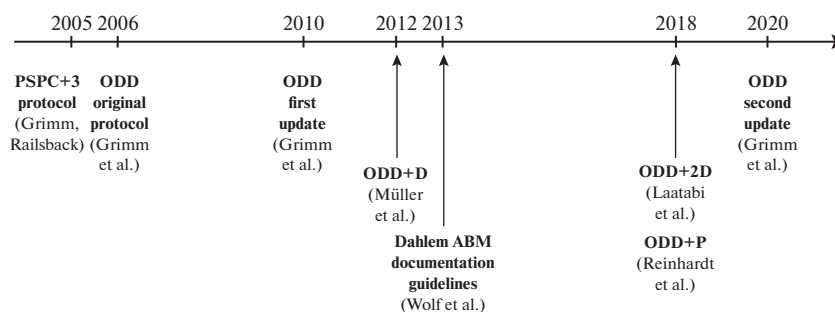 2005 2006 2010 2012 2013 2018 2020
PSPC+3
protocol
(Grimm,
Railsback)
ODD
original
protocol
(Grimm
et al.)
ODD
first
update
(Grimm
et al.)
ODD+D
(Müller
et al.)
Dahlem ABM
documentation
guidelines
(Wolf et al.)
ODD+2D
(Laatabi
et al.)
ODD+P
(Reinhardt
et al.)
ODD
second
update
(Grimm
et al.)